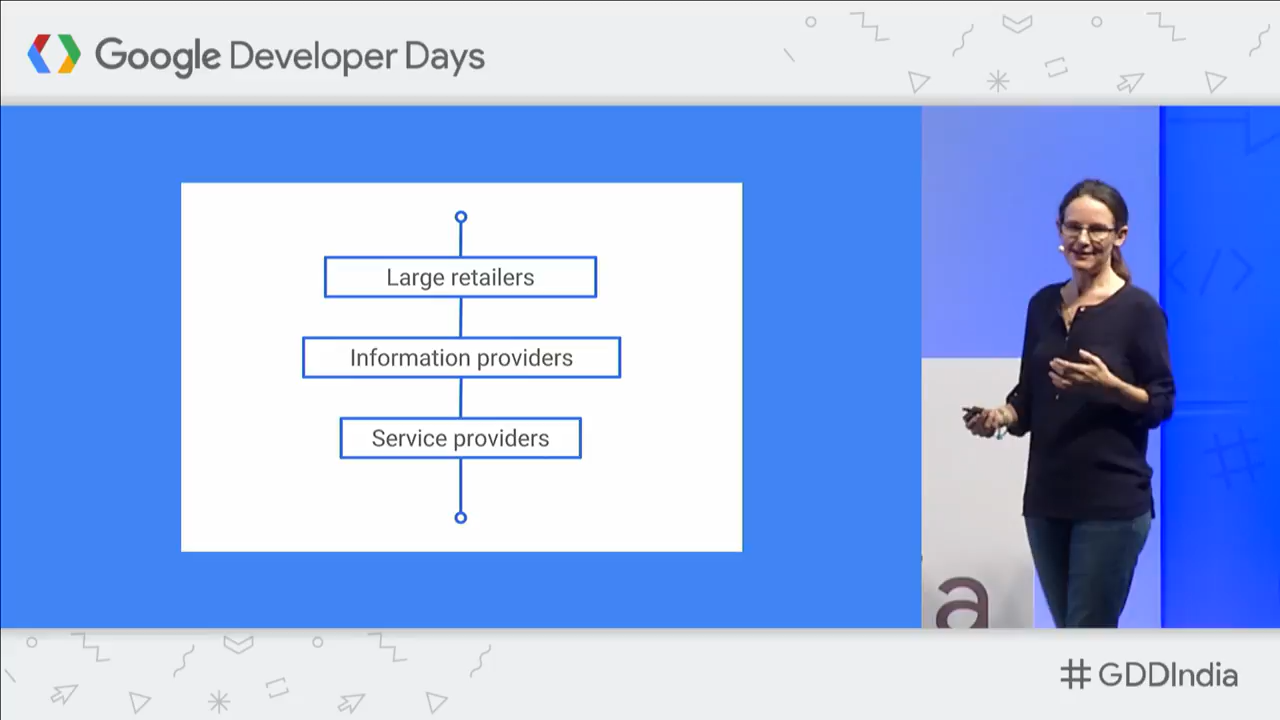 Google Developer Days
Large retailers
Information providers
Service providers
</>
a
#
# GDDIndia